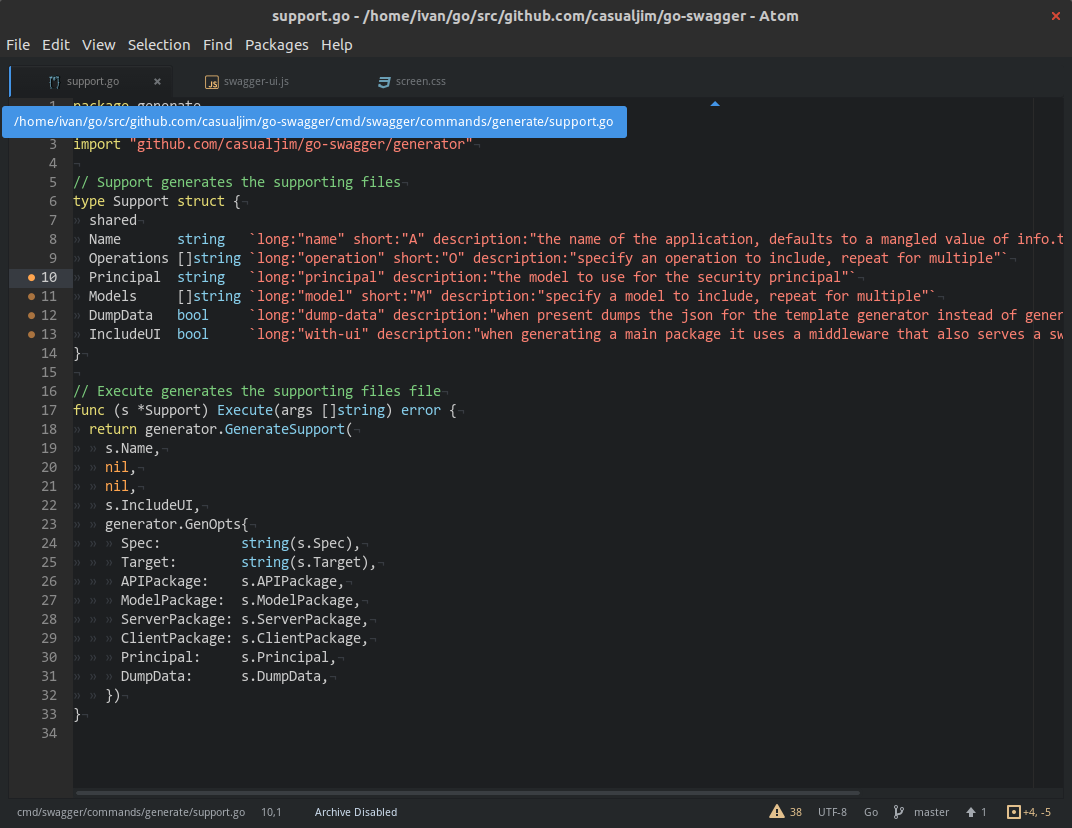 support.go - /home/ivan/go/src/github.com/casualjim/go-swagger - Atom
File Edit View Selection Find Packages Help
support.go swagger-ui.js screen.css
1 package generate
/home/ivan/go/src/github.com/casualjim/go-swagger/cmd/swagger/commands/generate/support.go
3 import "github.com/casualjim/go-swagger/generator"
4
5 // Support generates the supporting files
6 type Support struct {
7 shared
8 Name string `long:"name" short:"A" description:"the name of the application, defaults to a mangled value of info.t
9 Operations []string `long:"operation" short:"O" description:"specify an operation to include, repeat for multiple"`
10 Principal string `long:"principal" description:"the model to use for the security principal"`
11 Models []string `long:"model" short:"M" description:"specify a model to include, repeat for multiple"`
12 DumpData bool `long:"dump-data" description:"when present dumps the json for the template generator instead of gener
13 IncludeUI bool `long:"with-ui" description:"when generating a main package it uses a middleware that also serves a sw
14 }
15
16 // Execute generates the supporting files file
17 func (s *Support) Execute(args []string) error {
18 return generator.GenerateSupport(
19 s.Name,
20 nil,
21 nil,
22 s.IncludeUI,
23 generator.GenOpts{
24 Spec: string(s.Spec),
25 Target: string(s.Target),
26 APIPackage: s.APIPackage,
27 ModelPackage: s.ModelPackage,
28 ServerPackage: s.ServerPackage,
29 ClientPackage: s.ClientPackage,
30 Principal: s.Principal,
31 DumpData: s.DumpData,
32 })
33 }
34
cmd/swagger/commands/generate/support.go 10,1 Archive Disabled 38 UTF-8 Go master 1 +4, -5